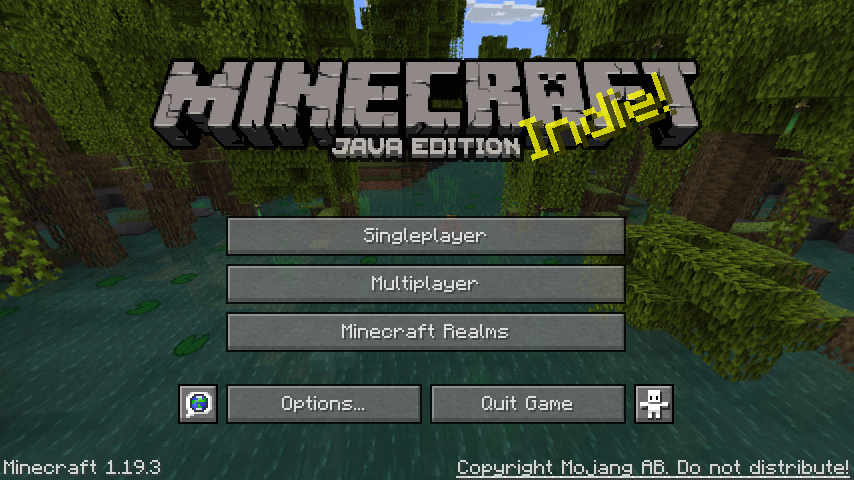 MINECRAFT
JAVA EDITION
Indie!
Singleplayer
Multiplayer
Minecraft Realms
Options...
Quit Game
Minecraft 1.19.3
Copyright Mojang AB. Do not distribute!